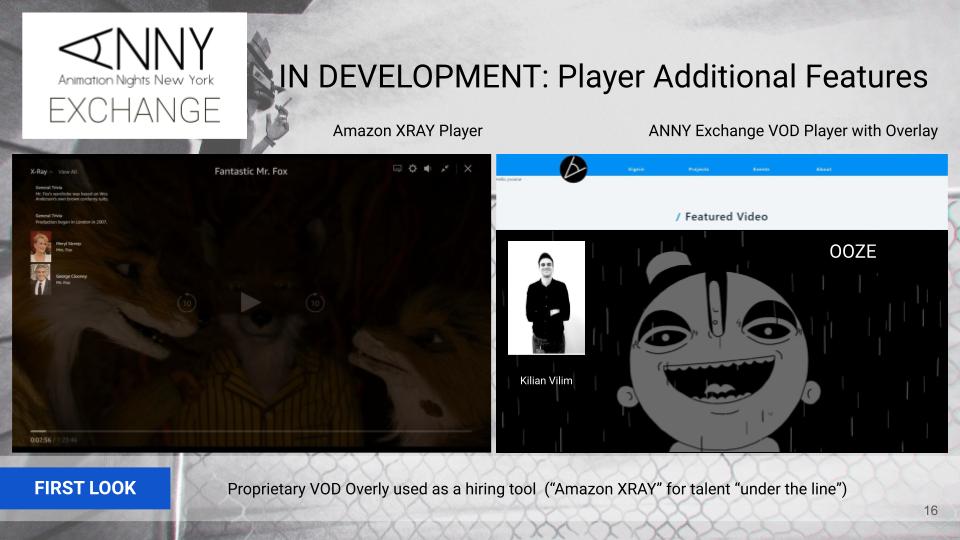 ANNY
Animation Nights New York
EXCHANGE
IN DEVELOPMENT: Player Additional Features
Amazon XRAY Player
ANNY Exchange VOD Player with Overlay
X-Ray View All
Fantastic Mr. Fox
General Trivia
Mr. Fox's wardrobe was based on Wes
Anderson's own brown corduroy suits.
General Trivia
Production began in London in 2007.
Meryl Streep
Mrs. Fox
George Clooney
Mr. Fox
10
10
0:02:56 / 1:23:46
Sign in
Projects
Events
About
/ Featured Video
OOZE
Kilian Vilim
FIRST LOOK
Proprietary VOD Overly used as a hiring tool (“Amazon XRAY” for talent “under the line”)
16